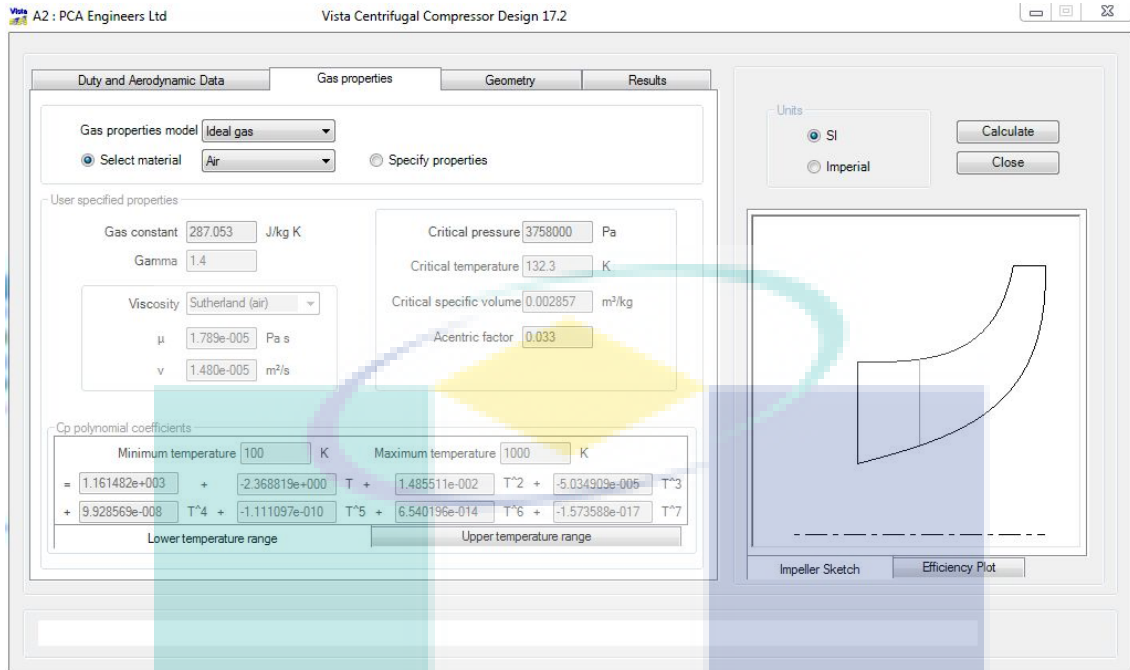 Vista A2 : PCA Engineers Ltd Vista Centrifugal Compressor Design 17.2
Duty and Aerodynamic Data Gas properties Geometry Results
Gas properties model Ideal gas
Select material Air Specify properties
User specified properties
Gas constant 287.053 J/kg K
Gamma 1.4
Viscosity Sutherland (air)
μ 1.789e-005 Pa s
v 1.480e-005 m²/s
Critical pressure 3758000 Pa
Critical temperature 132.3 K
Critical specific volume 0.002857 m³/kg
Acentric factor 0.033
Cp polynomial coefficients
Minimum temperature 100 K Maximum temperature 1000 K
= 1.161482e+003 + -2.368819e+000 T + 1.485511e-002 T^2 + -5.034909e-005 T^3
+ 9.928569e-008 T^4 + -1.111097e-010 T^5 + 6.540196e-014 T^6 + -1.573588e-017 T^7
Lower temperature range Upper temperature range
Units
SI
Imperial
Calculate
Close
Impeller Sketch Efficiency Plot